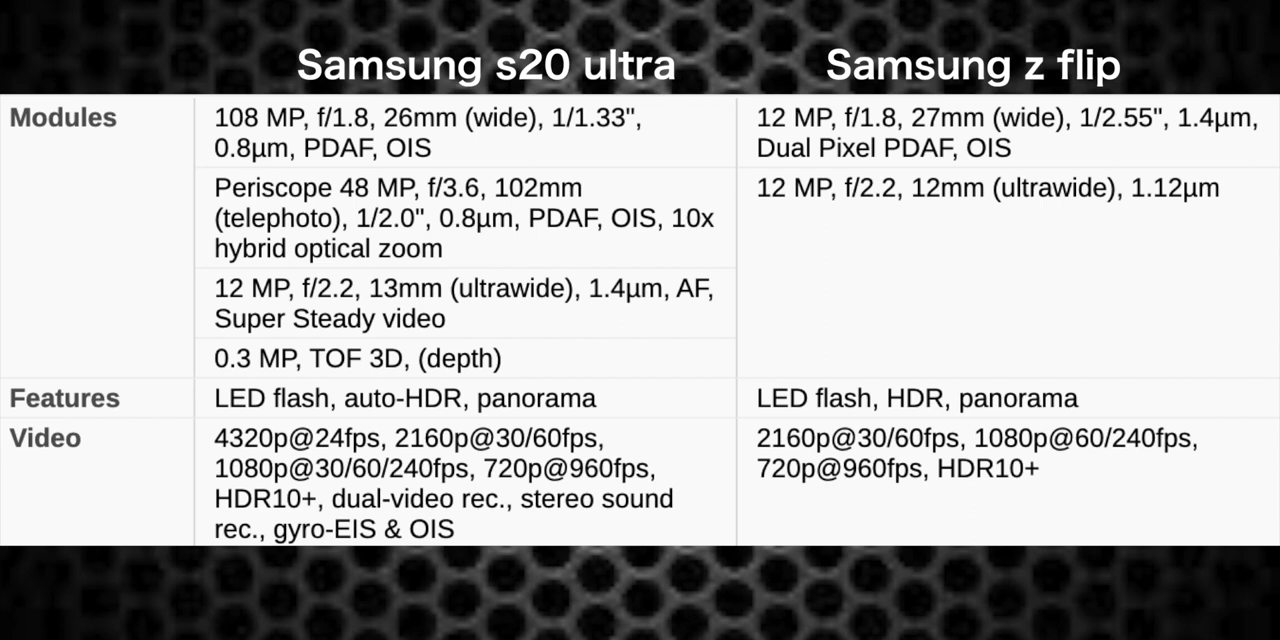 Samsung s20 ultra
Samsung z flip
Modules
108 MP, f/1.8, 26mm (wide), 1/1.33",
0.8µm, PDAF, OIS
12 MP, f/1.8, 27mm (wide), 1/2.55", 1.4µm,
Dual Pixel PDAF, OIS
Periscope 48 MP, f/3.6, 102mm
(telephoto), 1/2.0", 0.8µm, PDAF, OIS, 10x
hybrid optical zoom
12 MP, f/2.2, 12mm (ultrawide), 1.12µm
12 MP, f/2.2, 13mm (ultrawide), 1.4µm, AF,
Super Steady video
0.3 MP, TOF 3D, (depth)
Features
LED flash, auto-HDR, panorama
LED flash, HDR, panorama
Video
4320p@24fps, 2160p@30/60fps,
1080p@30/60/240fps, 720p@960fps,
HDR10+, dual-video rec., stereo sound
rec., gyro-EIS & OIS
2160p@30/60fps, 1080p@60/240fps,
720p@960fps, HDR10+